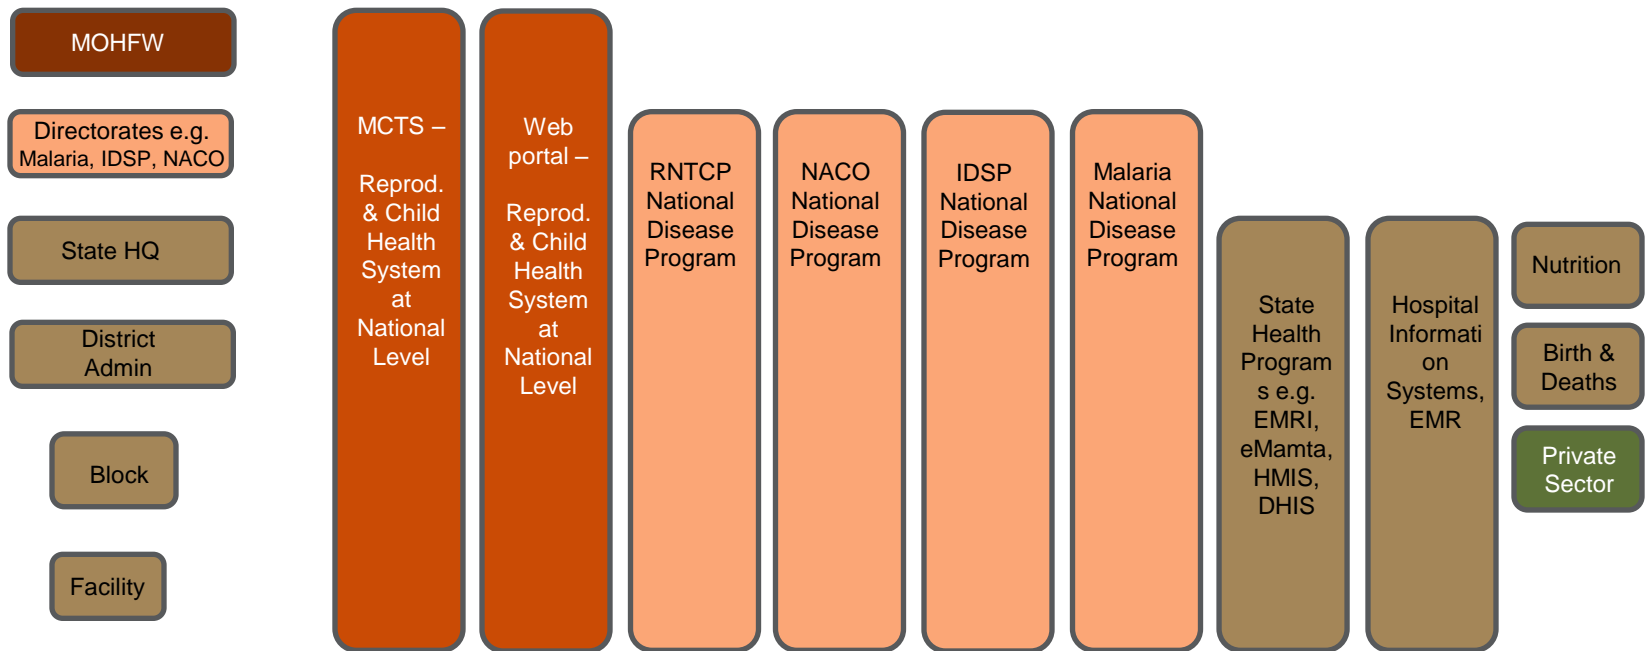 MOHFW
Directorates e.g.
Malaria, IDSP, NACO
State HQ
District
Admin
Block
Facility
MCTS –
Reprod.
& Child
Health
System
at
National
Level
Web
portal –
Reprod.
& Child
Health
System
at
National
Level
RNTCP
National
Disease
Program
NACO
National
Disease
Program
IDSP
National
Disease
Program
Malaria
National
Disease
Program
State
Health
Program
s e.g.
EMRI,
eMamta,
HMIS,
DHIS
Hospital
Informati
on
Systems,
EMR
Nutrition
Birth &
Deaths
Private
Sector